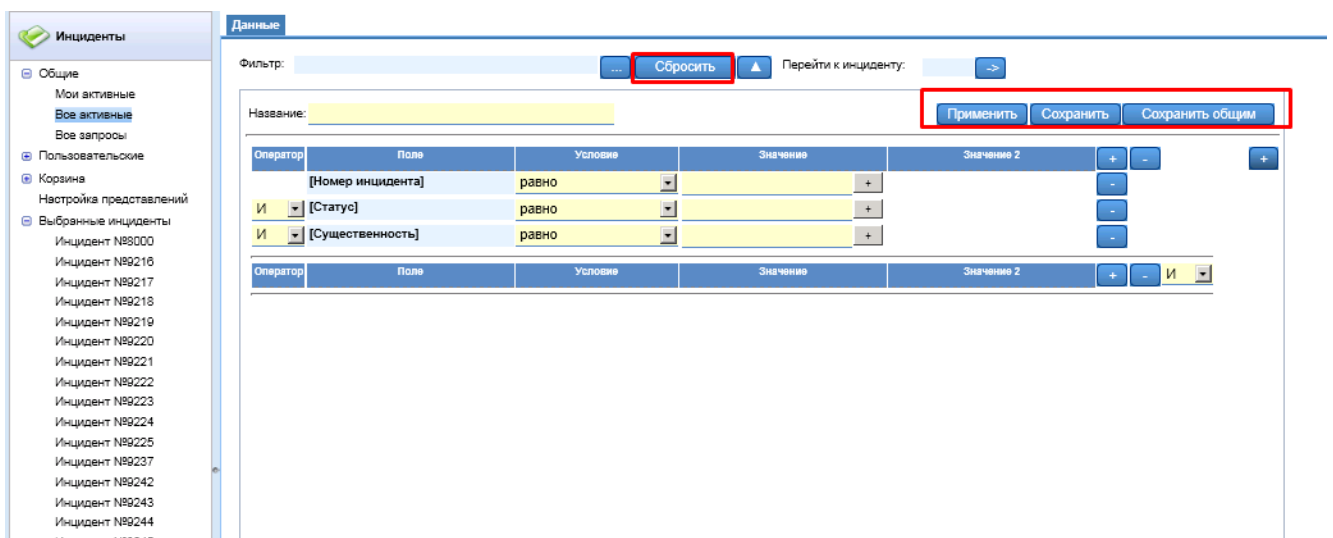 Инциденты
Общие
Мои активные
Все активные
Все запросы
Пользовательские
Корзина
Настройка представлений
Выбранные инциденты
Инцидент №8000
Инцидент №9216
Инцидент №9217
Инцидент №9218
Инцидент №9219
Инцидент №9220
Инцидент №9221
Инцидент №9222
Инцидент №9223
Инцидент №9224
Инцидент №9225
Инцидент №9237
Инцидент №9242
Инцидент №9243
Инцидент №9244
Данные
Фильтр: ... Сбросить ▲ Перейти к инциденту: ->
Название: Применить Сохранить Сохранить общим
Оператор Поле Условие Значение Значение 2 + - +
[Номер инцидента] равно + -
И [Статус] равно + -
И [Существенность] равно + -
Оператор Поле Условие Значение Значение 2 + - И